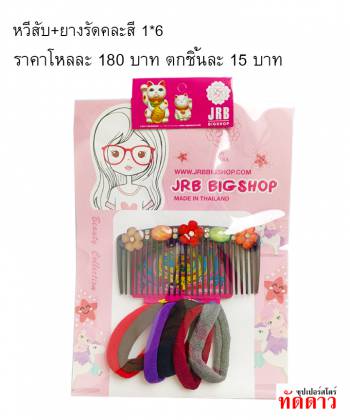 หวีสับ+ยางรัดคละสี 1*6
ราคาโหลละ 180 บาท ตกชิ้นละ 15 บาท
JRB
BIGSHOP
WWW.JRBBIGSHOP.COM
JRB BIGSHOP
MADE IN THAILAND
Beauty Collection
ซุปเปอร์สโตร์
ทัดดาว